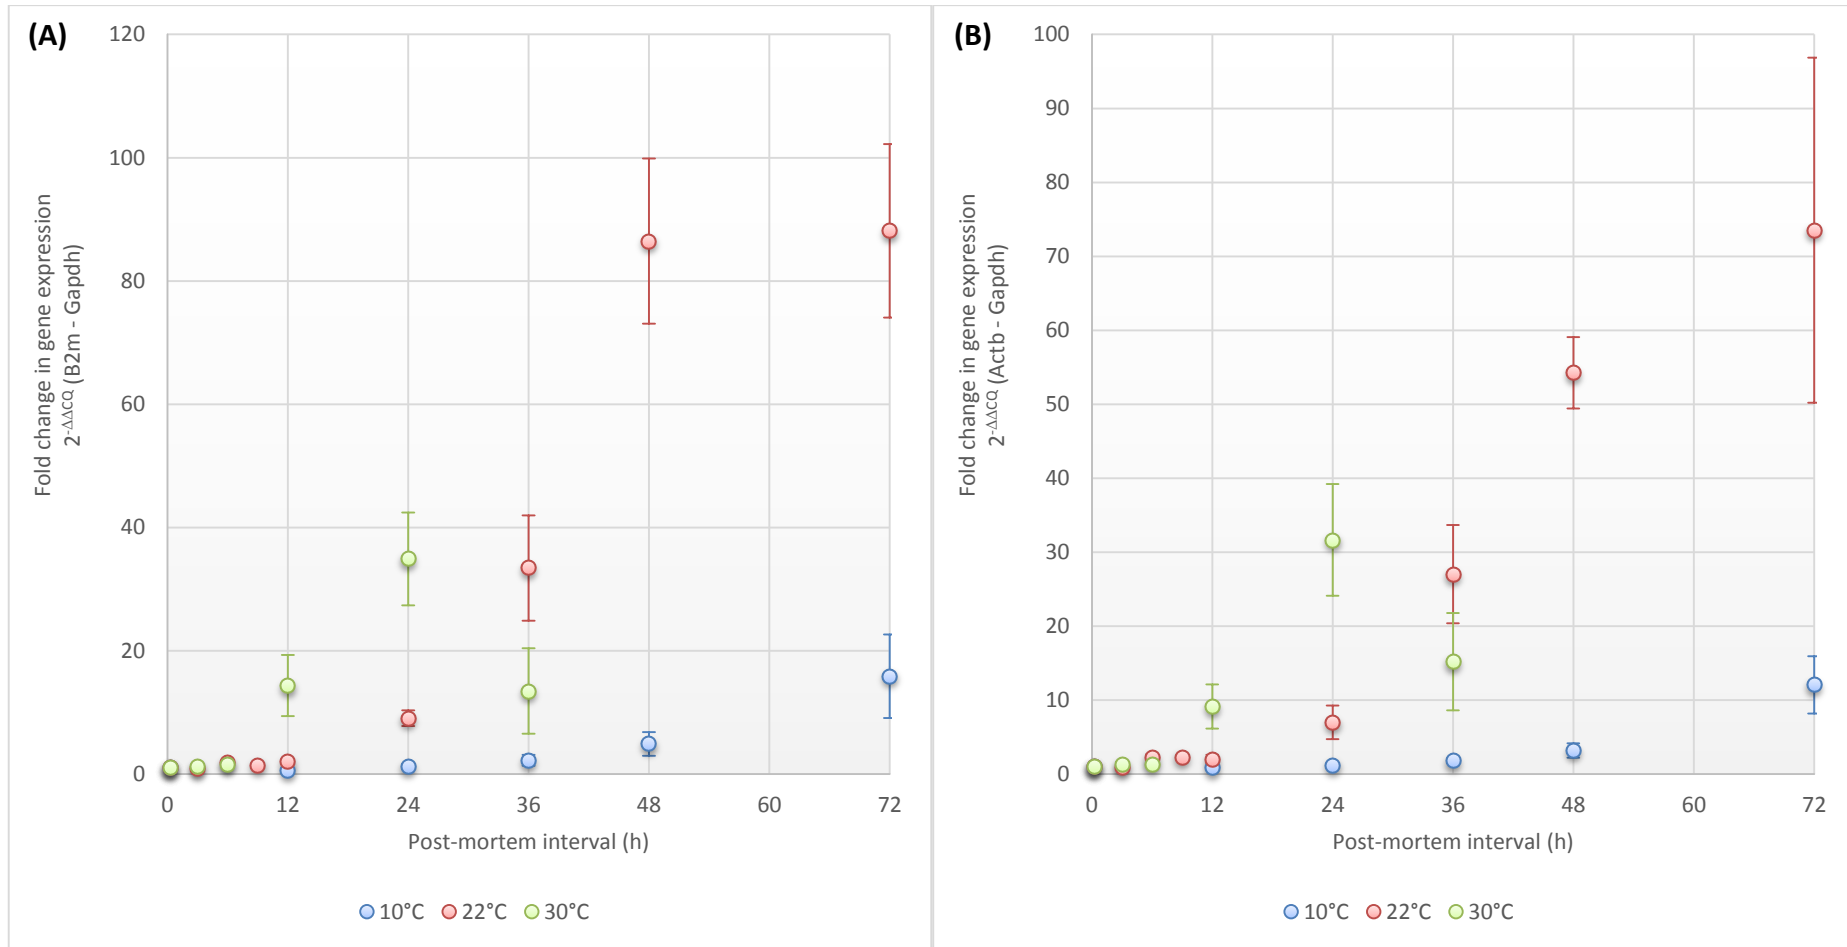 (A)
120
100
80
60
40
20
0
0 12 24 36 48 60 72
Fold change in gene expression
2-ΔΔCQ (B2m - Gapdh)
Post-mortem interval (h)
10°C 22°C 30°C
(B)
100
90
80
70
60
50
40
30
20
10
0
0 12 24 36 48 60 72
Fold change in gene expression
2-ΔΔCQ (Actb - Gapdh)
Post-mortem interval (h)
10°C 22°C 30°C